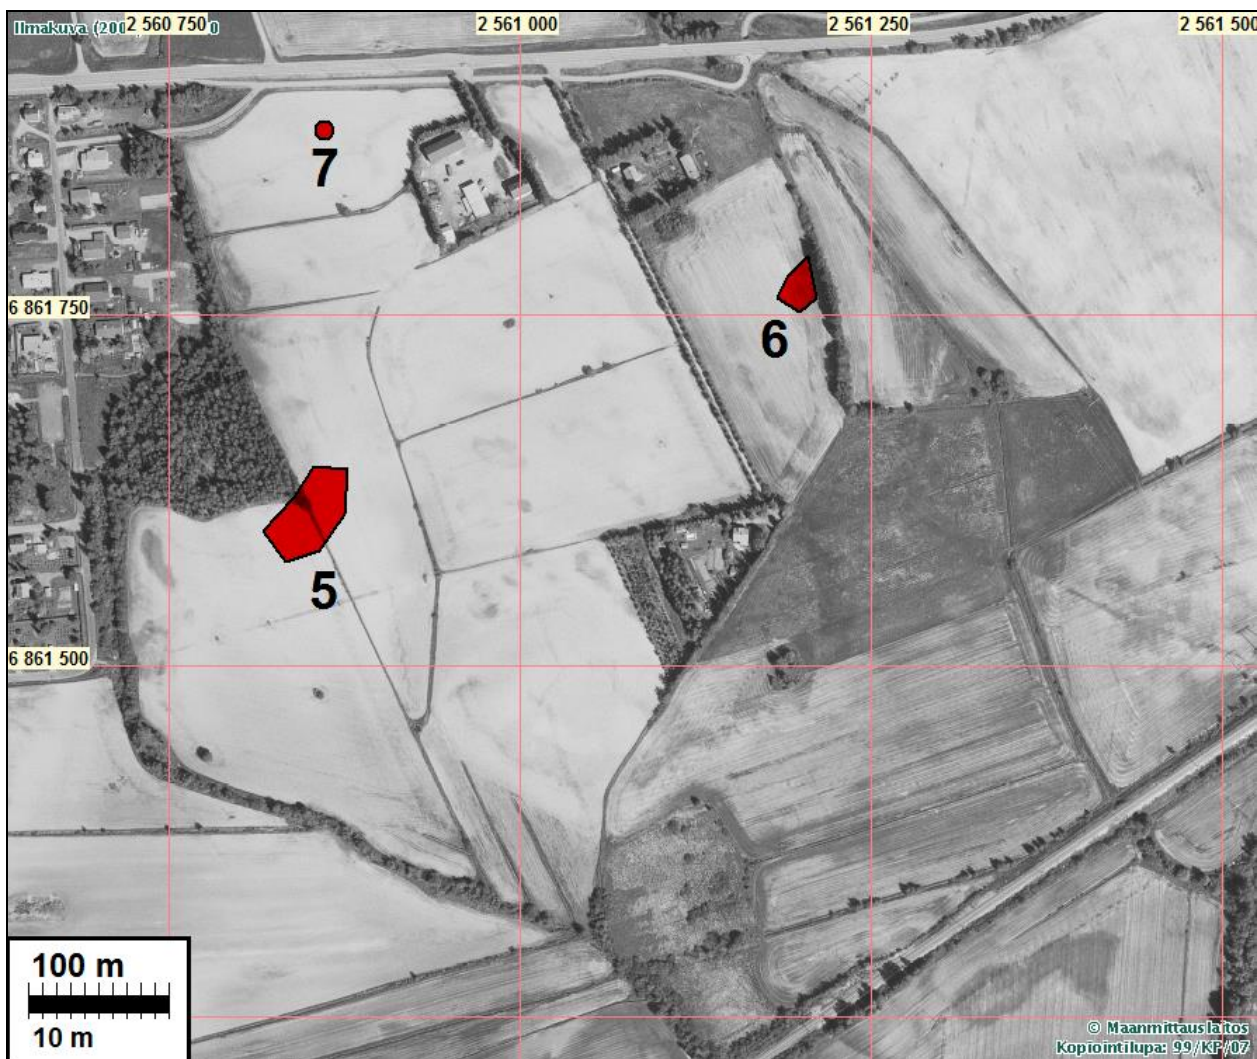 Ilmakuva (200 0
2 560 750
2 561 000
2 561 250
2 561 500
7
6 861 750
6
5
6 861 500
100 m
10 m
© Maanmittauslaitos
Kopiointilupa: 99/KP/07